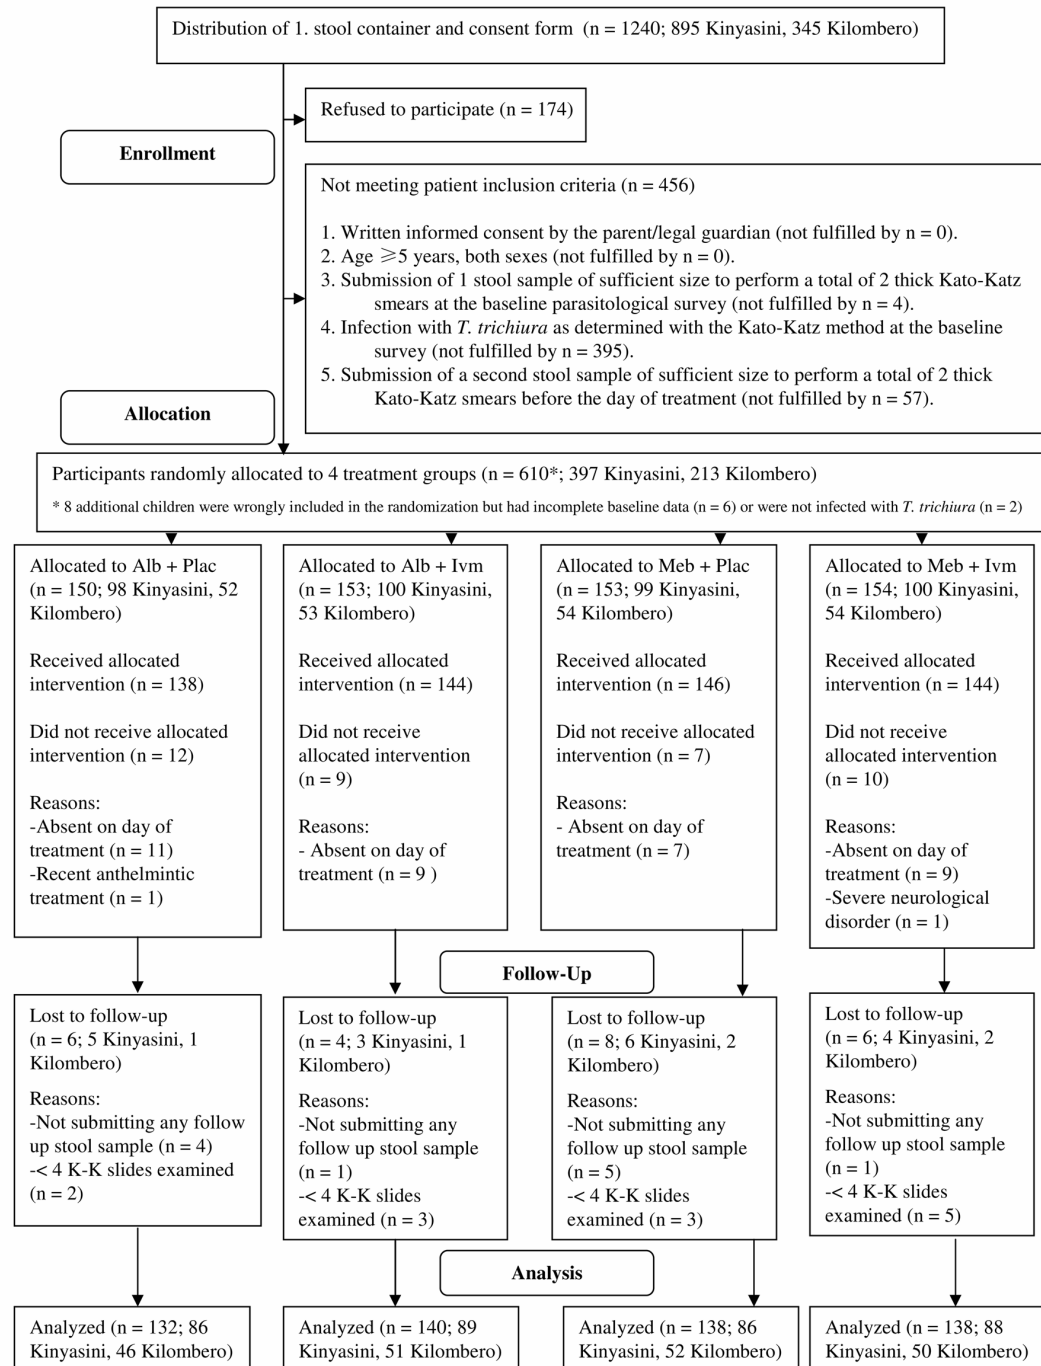 Distribution of 1. stool container and consent form  (n = 1240; 895 Kinyasini, 345 Kilombero)
Refused to participate (n = 174)
Enrollment
Not meeting patient inclusion criteria (n = 456)
1. Written informed consent by the parent/legal guardian (not fulfilled by n = 0).
2. Age ⩾5 years, both sexes (not fulfilled by n = 0).
3. Submission of 1 stool sample of sufficient size to perform a total of 2 thick Kato-Katz
smears at the baseline parasitological survey (not fulfilled by n = 4).
4. Infection with T. trichiura as determined with the Kato-Katz method at the baseline
survey (not fulfilled by n = 395).
5. Submission of a second stool sample of sufficient size to perform a total of 2 thick
Kato-Katz smears before the day of treatment (not fulfilled by n = 57).
Allocation
Participants randomly allocated to 4 treatment groups (n = 610*; 397 Kinyasini, 213 Kilombero)
* 8 additional children were wrongly included in the randomization but had incomplete baseline data (n = 6) or were not infected with T. trichiura (n = 2)
Allocated to Alb + Plac
(n = 150; 98 Kinyasini, 52
Kilombero)
Received allocated
intervention (n = 138)
Did not receive allocated
intervention (n = 12)
Reasons:
-Absent on day of
treatment (n = 11)
-Recent anthelmintic
treatment (n = 1)
Allocated to Alb + Ivm
(n = 153; 100 Kinyasini,
53 Kilombero)
Received allocated
intervention (n = 144)
Did not receive
allocated intervention
(n = 9)
Reasons:
- Absent on day of
treatment (n = 9 )
Allocated to Meb + Plac
(n = 153; 99 Kinyasini,
54 Kilombero)
Received allocated
intervention (n = 146)
Did not receive allocated
intervention (n = 7)
Reasons:
- Absent on day of
treatment (n = 7)
Allocated to Meb + Ivm
(n = 154; 100 Kinyasini,
54 Kilombero)
Received allocated
intervention (n = 144)
Did not receive
allocated intervention
(n = 10)
Reasons:
-Absent on day of
treatment (n = 9)
-Severe neurological
disorder (n = 1)
Follow-Up
Lost to follow-up
(n = 6; 5 Kinyasini, 1
Kilombero)
Reasons:
-Not submitting any follow
up stool sample (n = 4)
-< 4 K-K slides examined
(n = 2)
Lost to follow-up
(n = 4; 3 Kinyasini, 1
Kilombero)
Reasons:
-Not submitting any
follow up stool sample
(n = 1)
-< 4 K-K slides
examined (n = 3)
Lost to follow-up
(n = 8; 6 Kinyasini, 2
Kilombero)
Reasons:
-Not submitting any
follow up stool sample
(n = 5)
-< 4 K-K slides
examined (n = 3)
Lost to follow-up
(n = 6; 4 Kinyasini, 2
Kilombero)
Reasons:
-Not submitting any
follow up stool sample
(n = 1)
-< 4 K-K slides
examined (n = 5)
Analysis
Analyzed (n = 132; 86
Kinyasini, 46 Kilombero)
Analyzed (n = 140; 89
Kinyasini, 51 Kilombero)
Analyzed (n = 138; 86
Kinyasini, 52 Kilombero)
Analyzed (n = 138; 88
Kinyasini, 50 Kilombero)